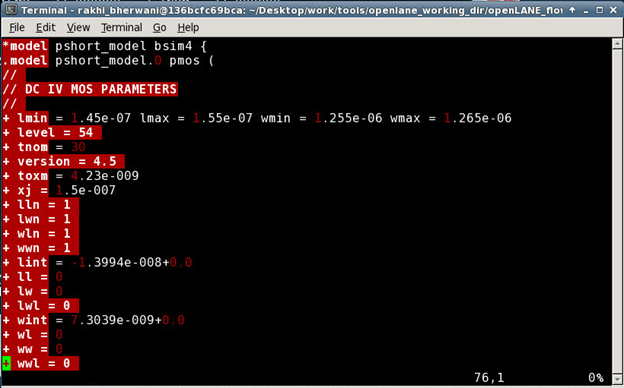 Terminal - rakhi_bherwani@136bcfc69bca: ~/Desktop/work/tools/openlane_working_dir/openLANE_flow
File Edit View Terminal Go Help
*model pshort_model bsim4 {
.model pshort_model.0 pmos (
//
// DC IV MOS PARAMETERS
//
+ lmin = 1.45e-07 lmax = 1.55e-07 wmin = 1.255e-06 wmax = 1.265e-06
+ level = 54
+ tnom = 30
+ version = 4.5
+ toxm = 4.23e-009
+ xj = 1.5e-007
+ lln = 1
+ lwn = 1
+ wln = 1
+ wwn = 1
+ lint = -1.3994e-008+0.0
+ ll = 0
+ lw = 0
+ lwl = 0
+ wint = 7.3039e-009+0.0
+ wl = 0
+ ww = 0
+ wwl = 0
76,1 0%